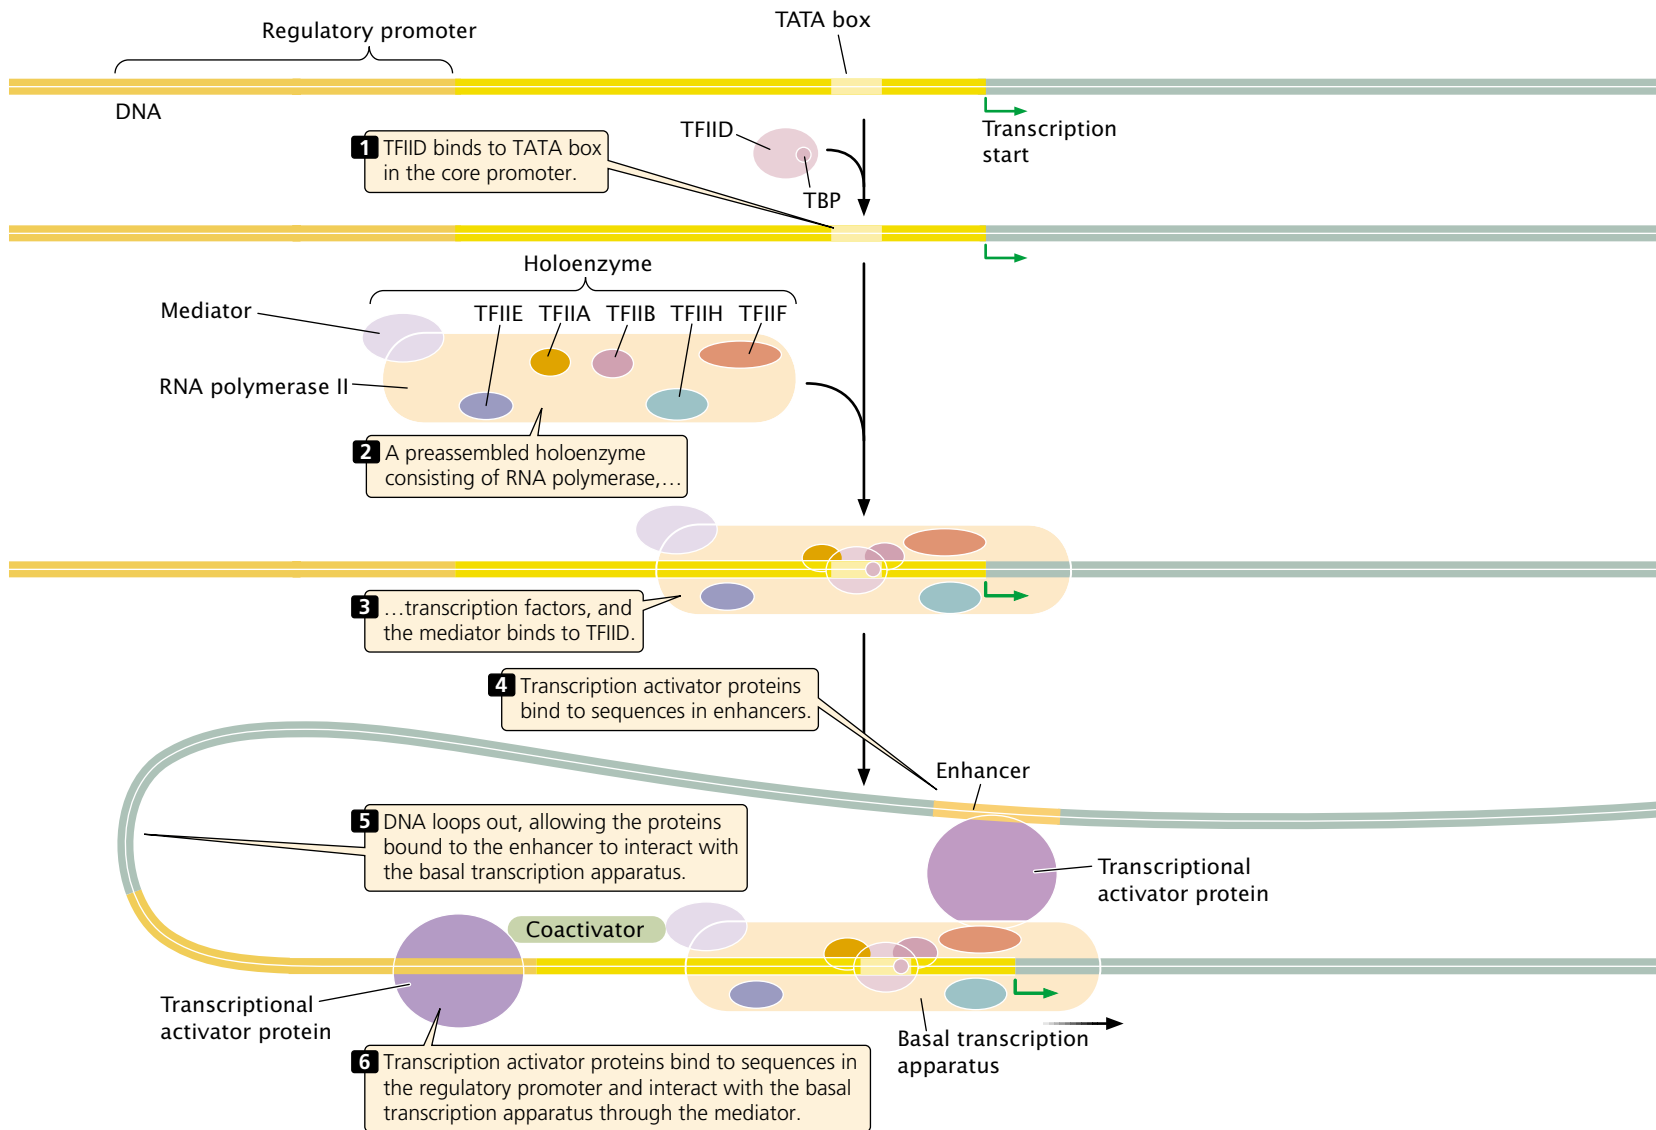 TATA box
Regulatory promoter
DNA
Transcription
start
TFIID
TBP
1 TFIID binds to TATA box
in the core promoter.
Holoenzyme
Mediator
TFIIE TFIIA TFIIB TFIIH TFIIF
RNA polymerase II
2 A preassembled holoenzyme
consisting of RNA polymerase,…
3 …transcription factors, and
the mediator binds to TFIID.
4 Transcription activator proteins
bind to sequences in enhancers.
Enhancer
5 DNA loops out, allowing the proteins
bound to the enhancer to interact with
the basal transcription apparatus.
Transcriptional
activator protein
Coactivator
Transcriptional
activator protein
Basal transcription
apparatus
6 Transcription activator proteins bind to sequences in
the regulatory promoter and interact with the basal
transcription apparatus through the mediator.